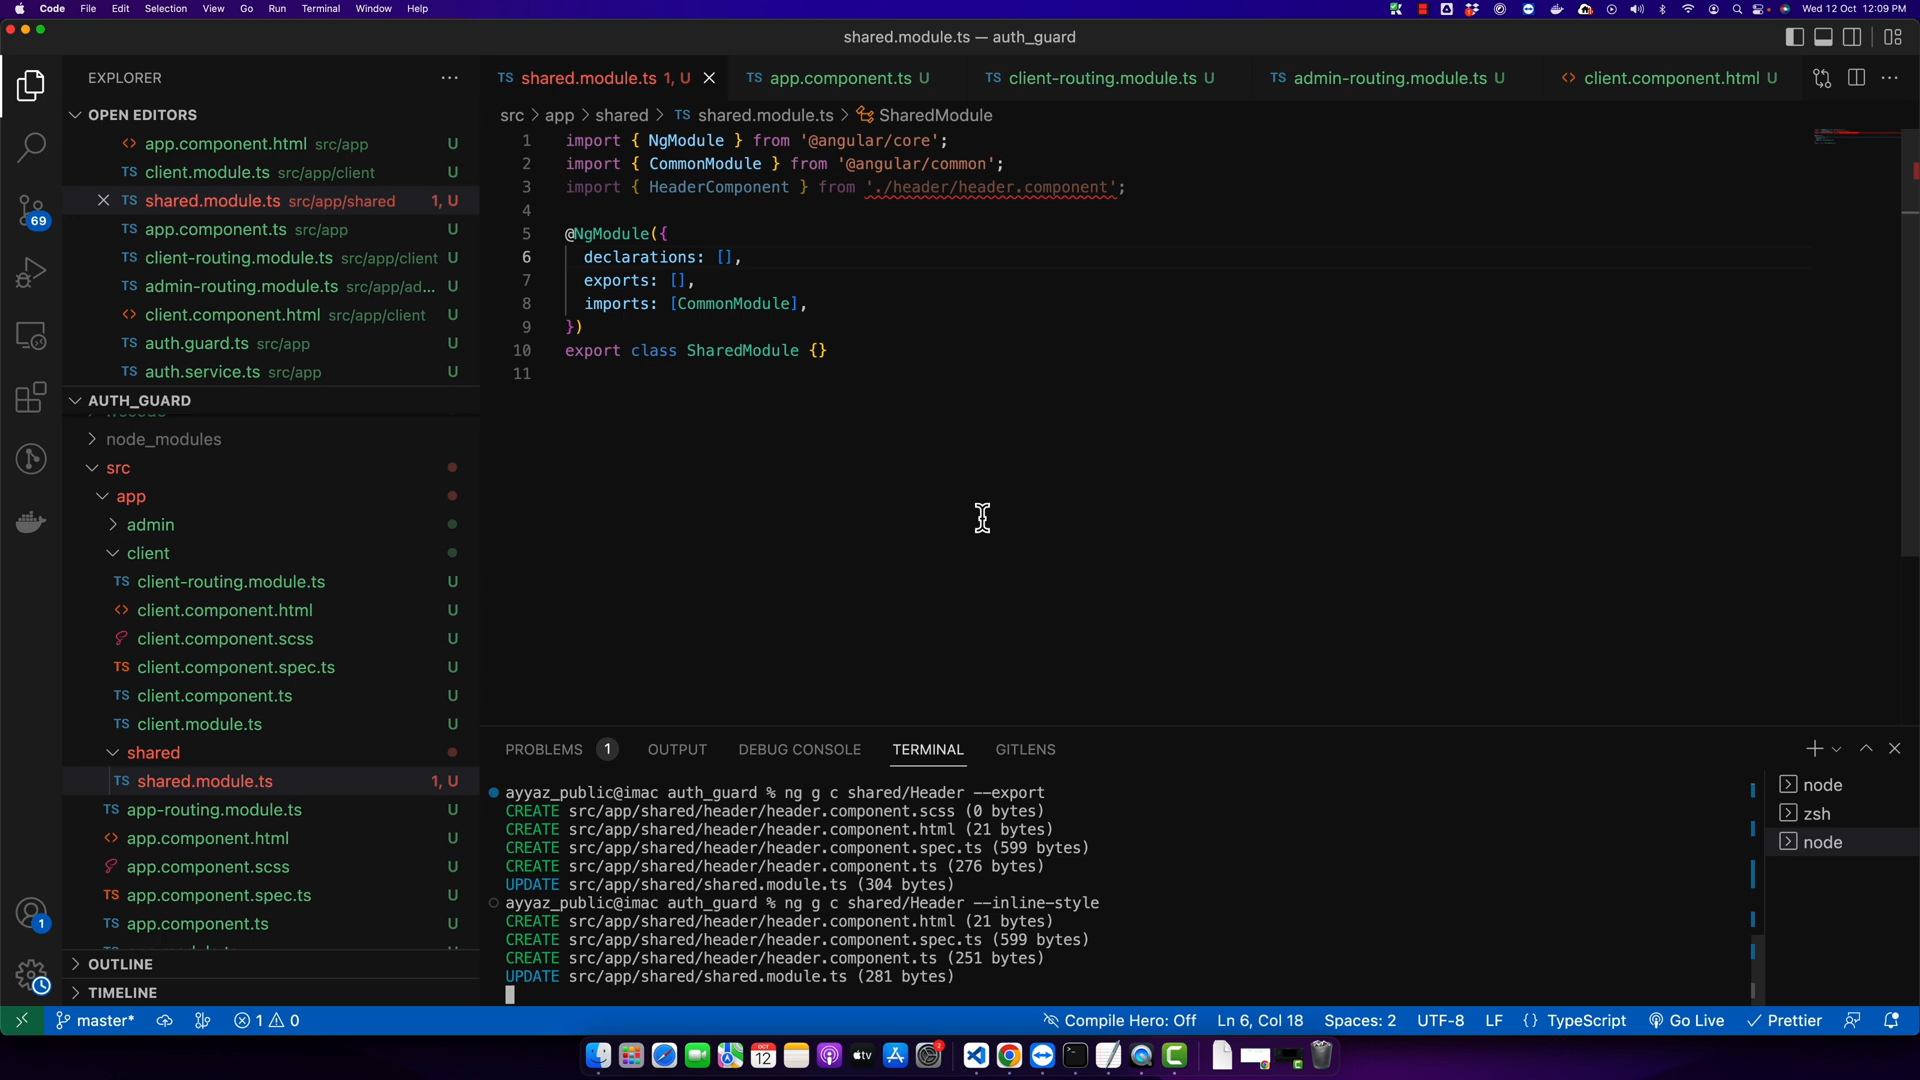 Code File Edit Selection View Go Run Terminal Window Help
Wed 12 Oct 12:09 PM
shared.module.ts — auth_guard
EXPLORER
OPEN EDITORS
app.component.html src/app U
client.module.ts src/app/client U
shared.module.ts src/app/shared 1, U
app.component.ts src/app U
client-routing.module.ts src/app/client U
admin-routing.module.ts src/app/ad... U
client.component.html src/app/client U
auth.guard.ts src/app U
auth.service.ts src/app U
AUTH_GUARD
node_modules
src
app
admin
client
client-routing.module.ts U
client.component.html U
client.component.scss U
client.component.spec.ts U
client.component.ts U
client.module.ts U
shared
shared.module.ts 1, U
app-routing.module.ts U
app.component.html U
app.component.scss U
app.component.spec.ts U
app.component.ts U
OUTLINE
TIMELINE
69
1
TS shared.module.ts 1, U
TS app.component.ts U
TS client-routing.module.ts U
TS admin-routing.module.ts U
client.component.html U
src > app > shared > TS shared.module.ts > SharedModule
1 import { NgModule } from '@angular/core';
2 import { CommonModule } from '@angular/common';
3 import { HeaderComponent } from './header/header.component';
4
5 @NgModule({
6 declarations: [],
7 exports: [],
8 imports: [CommonModule],
9 })
10 export class SharedModule {}
11
PROBLEMS 1 OUTPUT DEBUG CONSOLE TERMINAL GITLENS
ayyaz_public@imac auth_guard % ng g c shared/Header --export
CREATE src/app/shared/header/header.component.scss (0 bytes)
CREATE src/app/shared/header/header.component.html (21 bytes)
CREATE src/app/shared/header/header.component.spec.ts (599 bytes)
CREATE src/app/shared/header/header.component.ts (276 bytes)
UPDATE src/app/shared/shared.module.ts (304 bytes)
ayyaz_public@imac auth_guard % ng g c shared/Header --inline-style
CREATE src/app/shared/header/header.component.html (21 bytes)
CREATE src/app/shared/header/header.component.spec.ts (599 bytes)
CREATE src/app/shared/header/header.component.ts (251 bytes)
UPDATE src/app/shared/shared.module.ts (281 bytes)
node
zsh
node
master* 1 0
Compile Hero: Off Ln 6, Col 18 Spaces: 2 UTF-8 LF {} TypeScript Go Live Prettier
OCT
12
tv
2